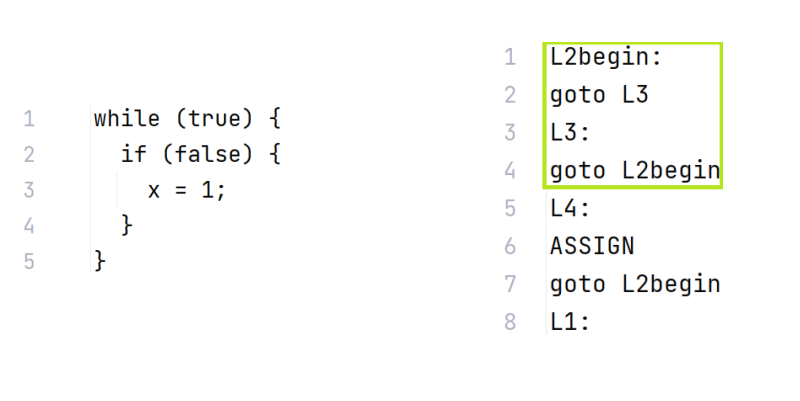 1 while (true) {
2 if (false) {
3 x = 1;
4 }
5 }
1 L2begin:
2 goto L3
3 L3:
4 goto L2begin
5 L4:
6 ASSIGN
7 goto L2begin
8 L1: